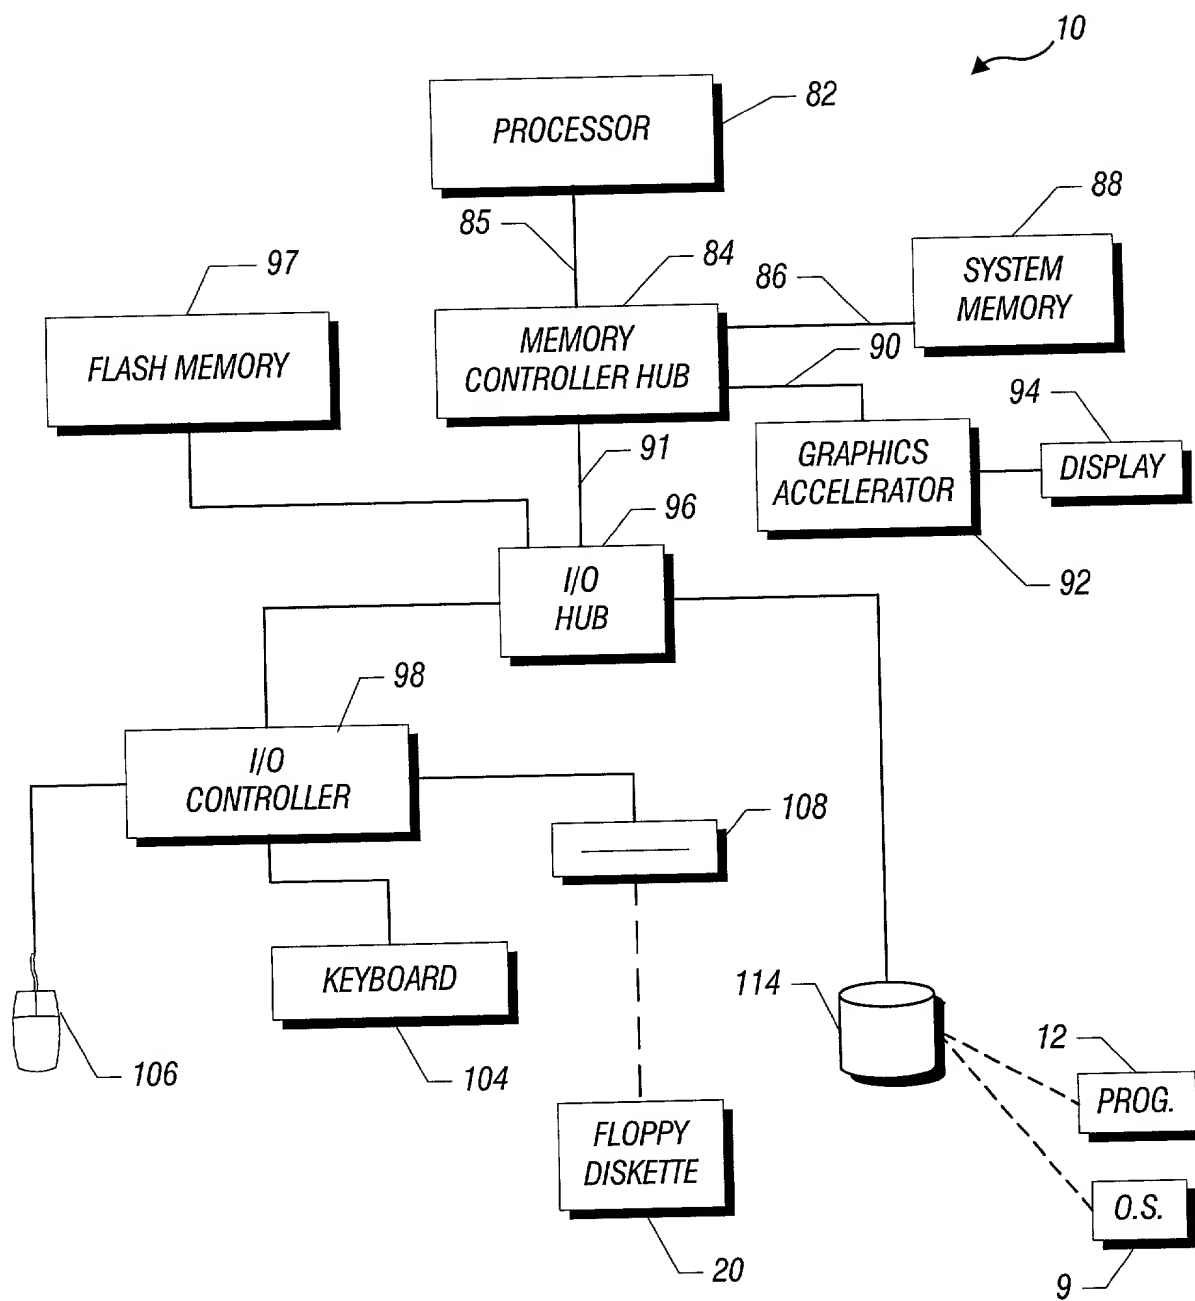 10
PROCESSOR
82
85
84
86
88
SYSTEM
MEMORY
97
FLASH MEMORY
MEMORY
CONTROLLER HUB
90
94
DISPLAY
GRAPHICS
ACCELERATOR
92
91
96
I/O
HUB
98
I/O
CONTROLLER
108
KEYBOARD
104
106
114
12
PROG.
FLOPPY
DISKETTE
20
O.S.
9